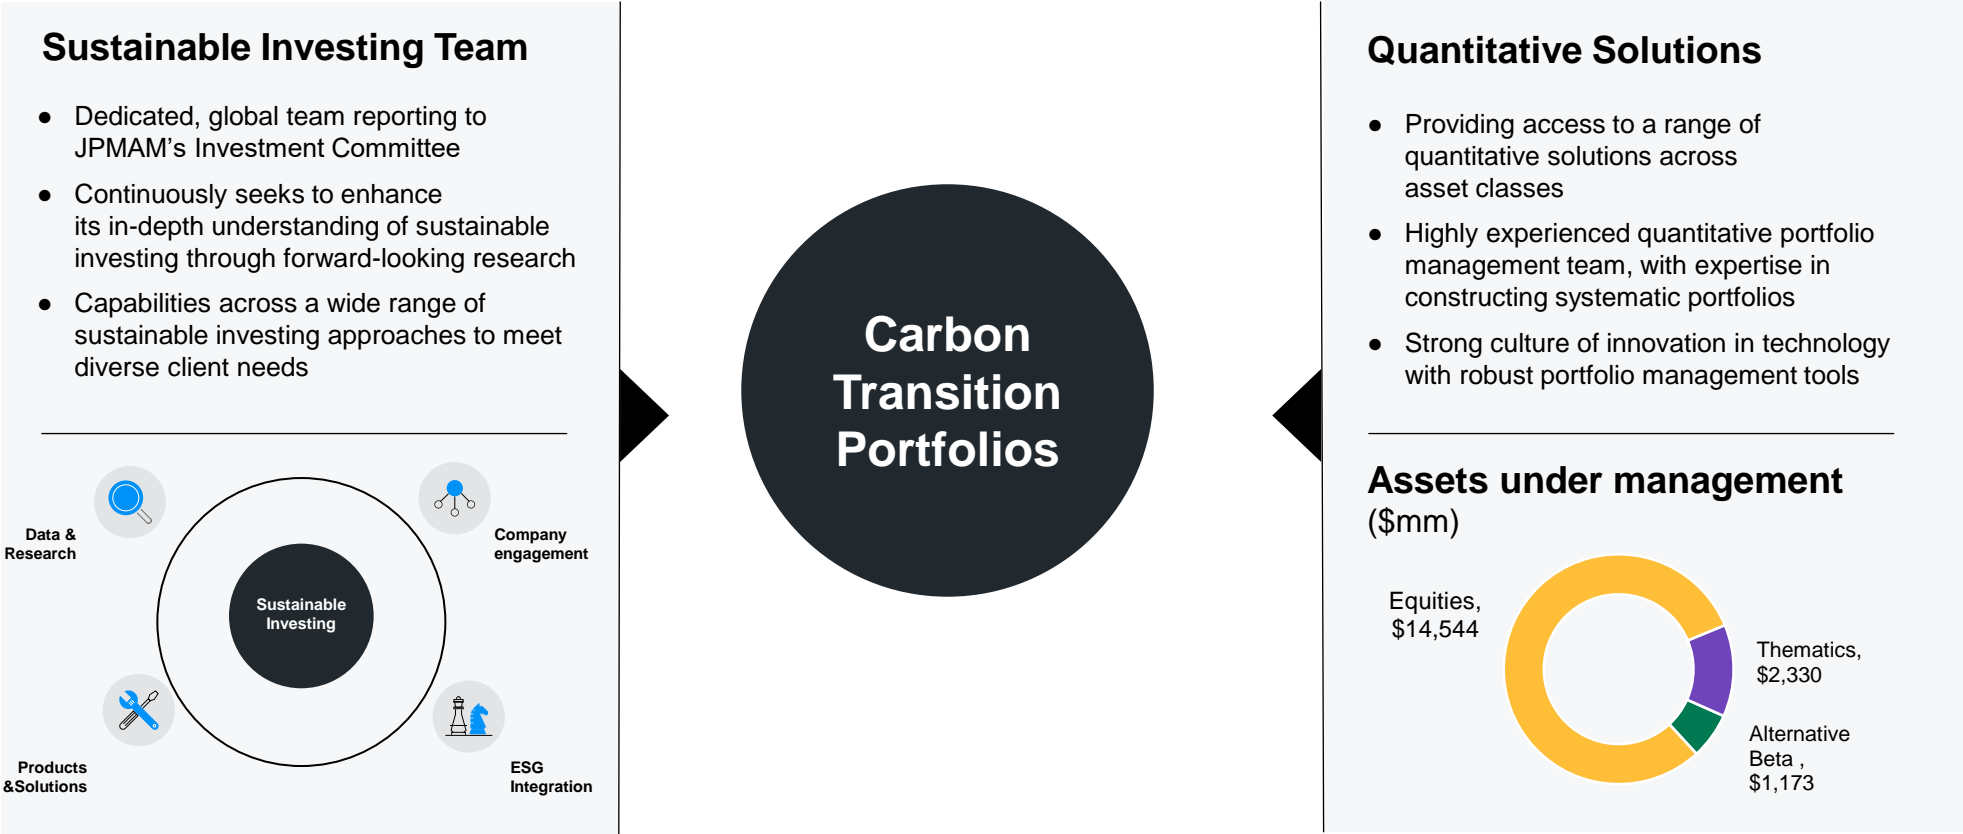 Sustainable Investing Team
● Dedicated, global team reporting to
JPMAM’s Investment Committee
● Continuously seeks to enhance
its in-depth understanding of sustainable
investing through forward-looking research
● Capabilities across a wide range of
sustainable investing approaches to meet
diverse client needs
Data &
Research
Company
engagement
Sustainable
Investing
Products
&Solutions
ESG
Integration
Carbon
Transition
Portfolios
Quantitative Solutions
● Providing access to a range of
quantitative solutions across
asset classes
● Highly experienced quantitative portfolio
management team, with expertise in
constructing systematic portfolios
● Strong culture of innovation in technology
with robust portfolio management tools
Assets under management
($mm)
Equities,
$14,544
Thematics,
$2,330
Alternative
Beta ,
$1,173